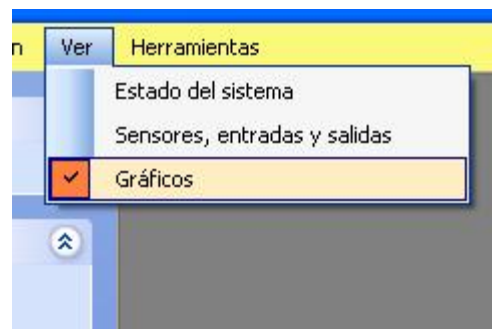 n Ver Herramientas
Estado del sistema
Sensores, entradas y salidas
Gráficos